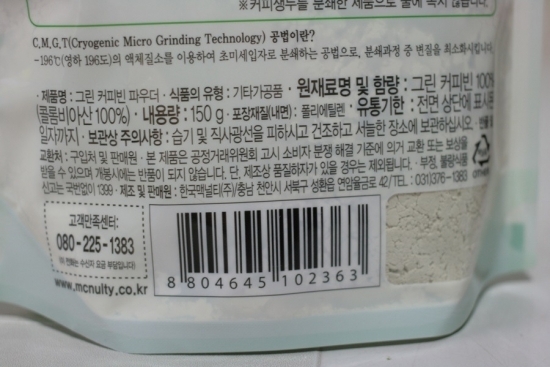 ※커피생두를 분쇄한 제품으로 물에 녹지 않습니다.
C,M,G,T(Cryogenic Micro Grinding Technology) 공법이란?
-196℃(영하 196도)의 액체질소를 이용하여 초미세입자로 분쇄하는 공법으로, 분쇄과정 중 변질을 최소화시킵니다.
·제품명 : 그린 커피빈 파우더 · 식품의 유형 : 기타가공품 · 원재료명 및 함량 : 그린 커피빈 100%
(콜롬비아산 100%) · 내용량 : 150 g · 포장재질(내면) : 폴리에틸렌 · 유통기한 : 전면 상단에 표시된
일자까지 · 보관상 주의사항 : 습기 및 직사광선을 피하시고 건조하고 서늘한 장소에 보관하십시오. · 반품 및
교환처 : 구입처 및 판매원 · 본 제품은 공정거래위원회 고시 소비자 분쟁 해결 기준에 의거 교환 또는 보상을
받을 수 있으며 개봉시에는 반품이 되지 않습니다. 단, 제조상 품질하자가 있을 경우는 제외됩니다. · 부정, 불량식품
신고는 국번없이 1399 · 제조 및 판매원 : 한국맥널티(주)/충남 천안시 서북구 성환읍 연암율금로 42/TEL : 031)376-1383
OTHER
고객만족센터:
080-225-1383
www.mcnulty.co.kr
8 804645 102363